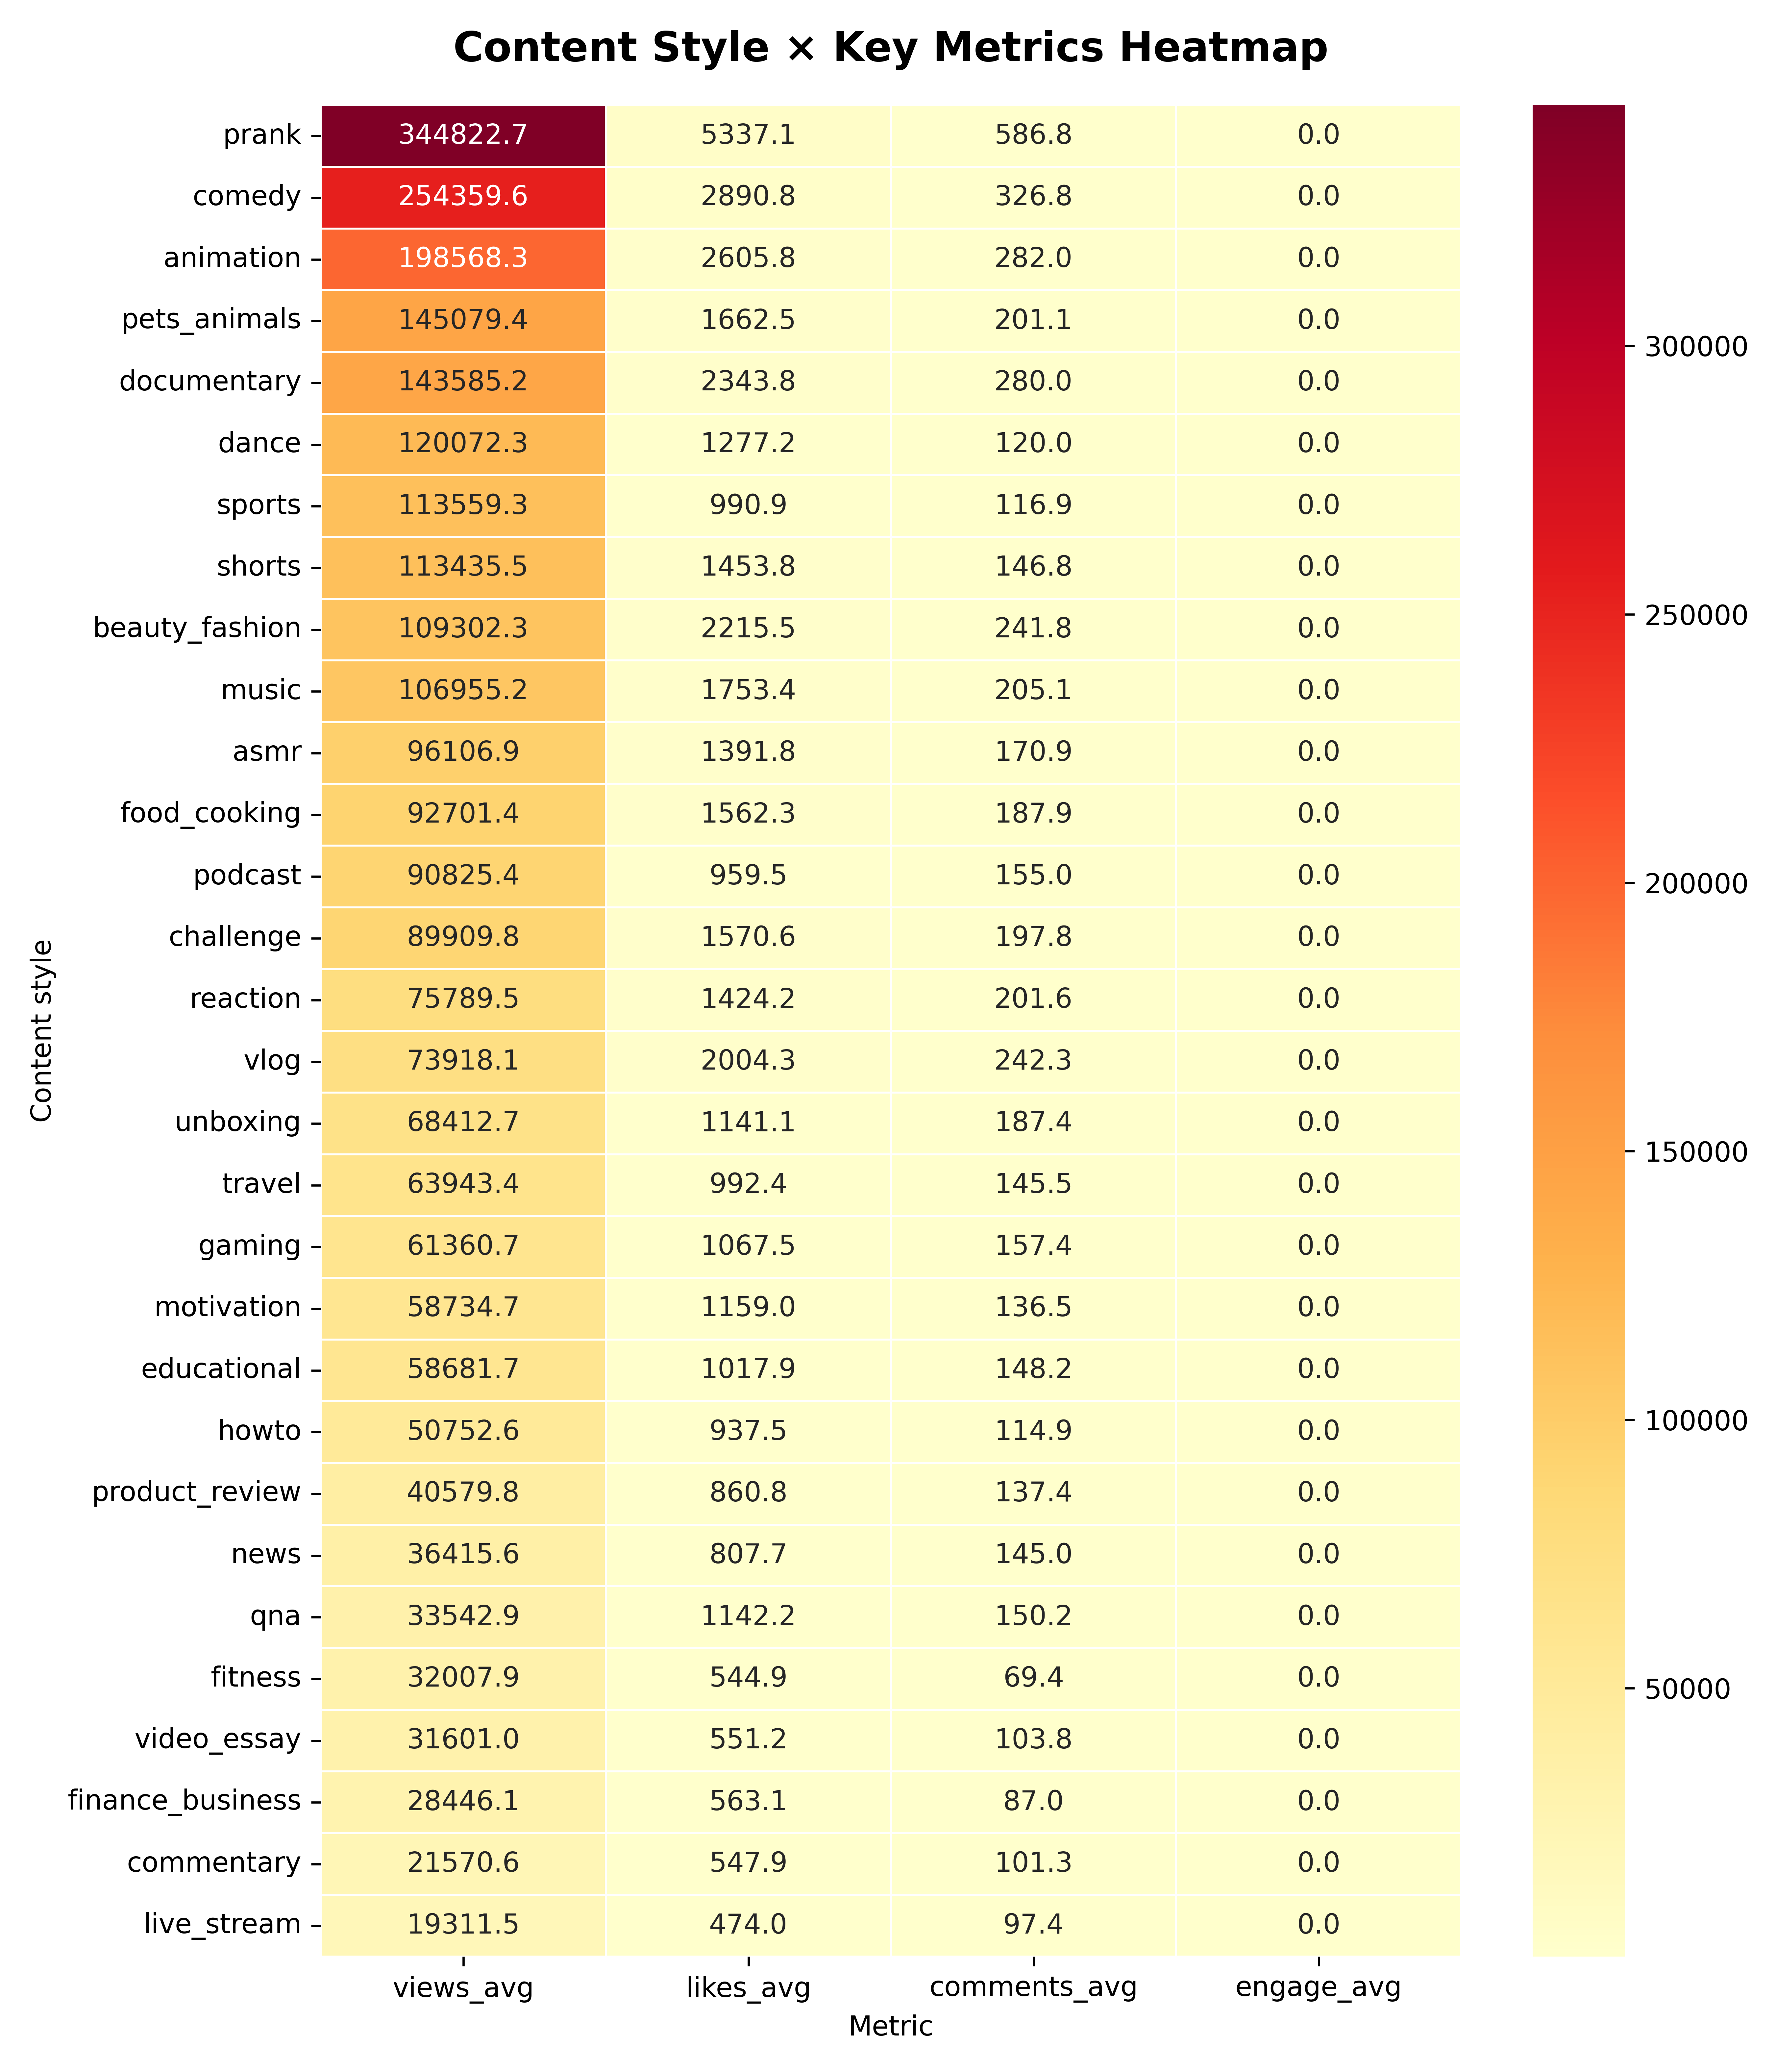 Content Style × Key Metrics Heatmap
Content style
prank 344822.7 5337.1 586.8 0.0
comedy 254359.6 2890.8 326.8 0.0
animation 198568.3 2605.8 282.0 0.0
pets_animals 145079.4 1662.5 201.1 0.0
documentary 143585.2 2343.8 280.0 0.0
dance 120072.3 1277.2 120.0 0.0
sports 113559.3 990.9 116.9 0.0
shorts 113435.5 1453.8 146.8 0.0
beauty_fashion 109302.3 2215.5 241.8 0.0
music 106955.2 1753.4 205.1 0.0
asmr 96106.9 1391.8 170.9 0.0
food_cooking 92701.4 1562.3 187.9 0.0
podcast 90825.4 959.5 155.0 0.0
challenge 89909.8 1570.6 197.8 0.0
reaction 75789.5 1424.2 201.6 0.0
vlog 73918.1 2004.3 242.3 0.0
unboxing 68412.7 1141.1 187.4 0.0
travel 63943.4 992.4 145.5 0.0
gaming 61360.7 1067.5 157.4 0.0
motivation 58734.7 1159.0 136.5 0.0
educational 58681.7 1017.9 148.2 0.0
howto 50752.6 937.5 114.9 0.0
product_review 40579.8 860.8 137.4 0.0
news 36415.6 807.7 145.0 0.0
qna 33542.9 1142.2 150.2 0.0
fitness 32007.9 544.9 69.4 0.0
video_essay 31601.0 551.2 103.8 0.0
finance_business 28446.1 563.1 87.0 0.0
commentary 21570.6 547.9 101.3 0.0
live_stream 19311.5 474.0 97.4 0.0
views_avg likes_avg comments_avg engage_avg
Metric
300000
250000
200000
150000
100000
50000